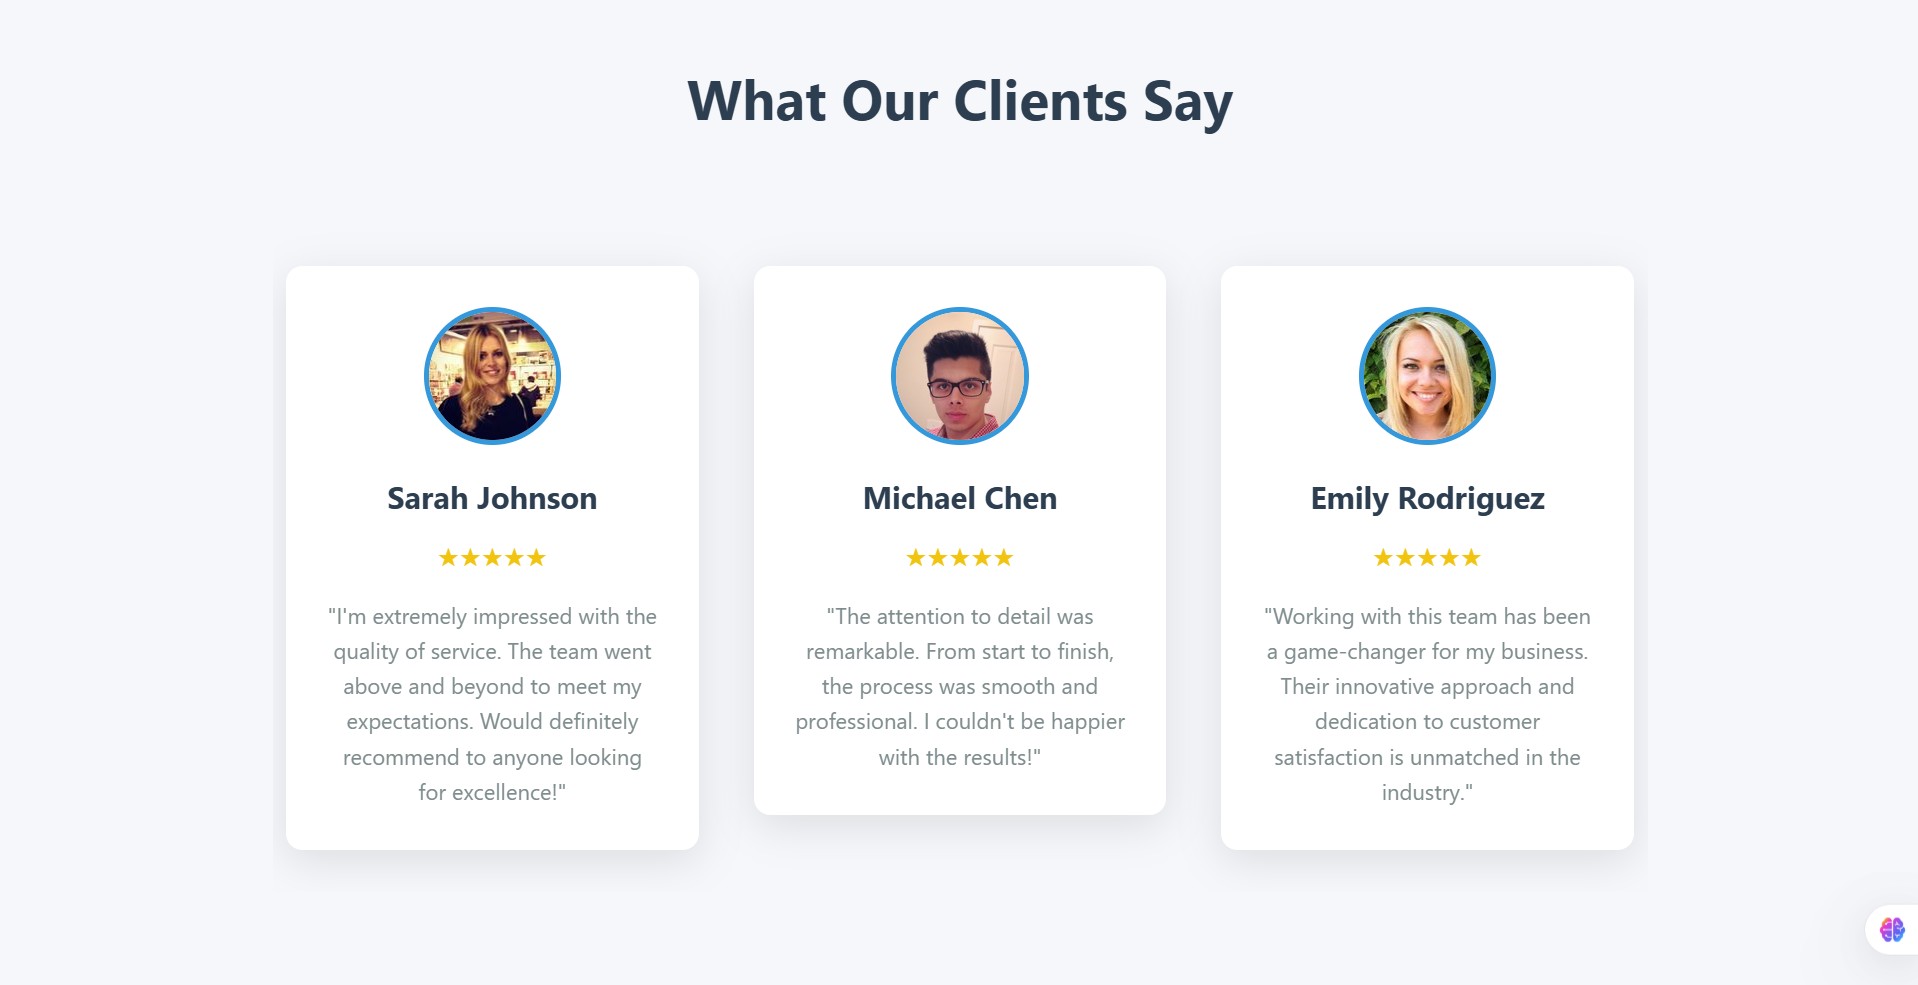 What Our Clients Say
Sarah Johnson
★★★★★
"I'm extremely impressed with the
quality of service. The team went
above and beyond to meet my
expectations. Would definitely
recommend to anyone looking
for excellence!"
Michael Chen
★★★★★
"The attention to detail was
remarkable. From start to finish,
the process was smooth and
professional. I couldn't be happier
with the results!"
Emily Rodriguez
★★★★★
"Working with this team has been
a game-changer for my business.
Their innovative approach and
dedication to customer
satisfaction is unmatched in the
industry."